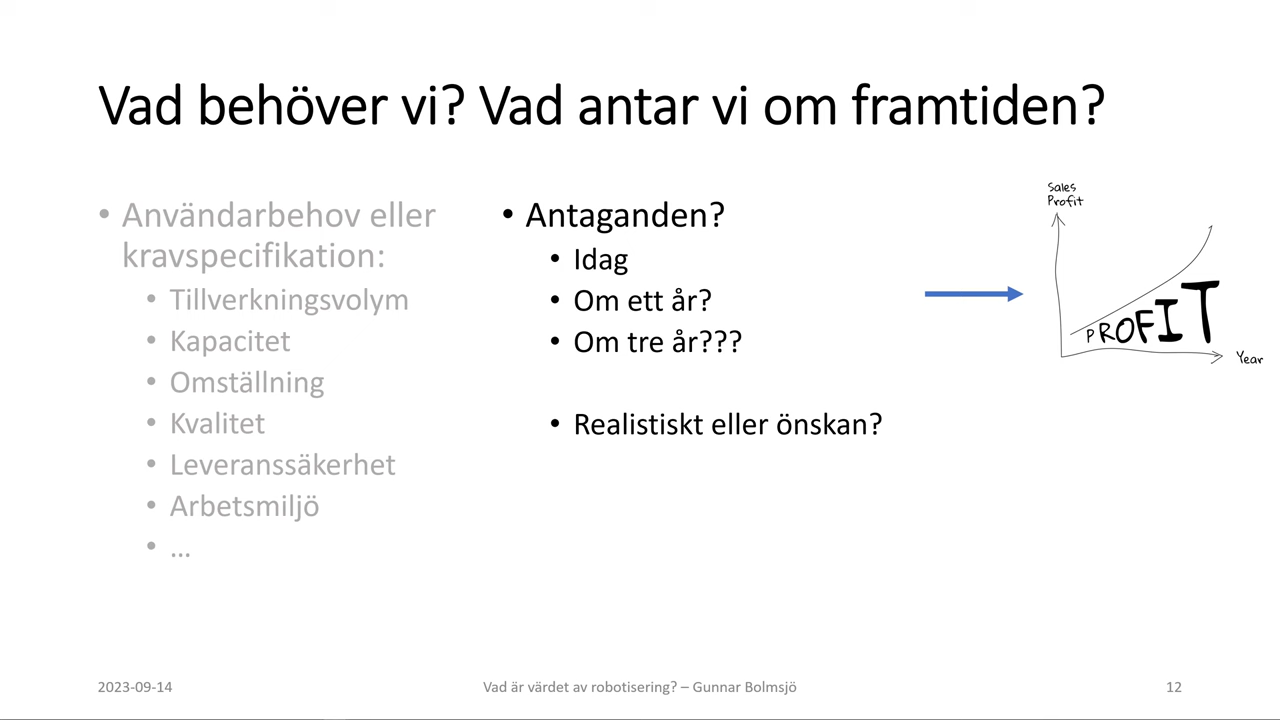 Vad behöver vi? Vad antar vi om framtiden?
• Användarbehov eller
kravspecifikation:
• Tillverkningsvolym
• Kapacitet
• Omställning
• Kvalitet
• Leveranssäkerhet
• Arbetsmiljö
• …
• Antaganden?
• Idag
• Om ett år?
• Om tre år???
• Realistiskt eller önskan?
Sales
Profit
PROFIT
Year
2023-09-14
Vad är värdet av robotisering? – Gunnar Bolmsjö
12